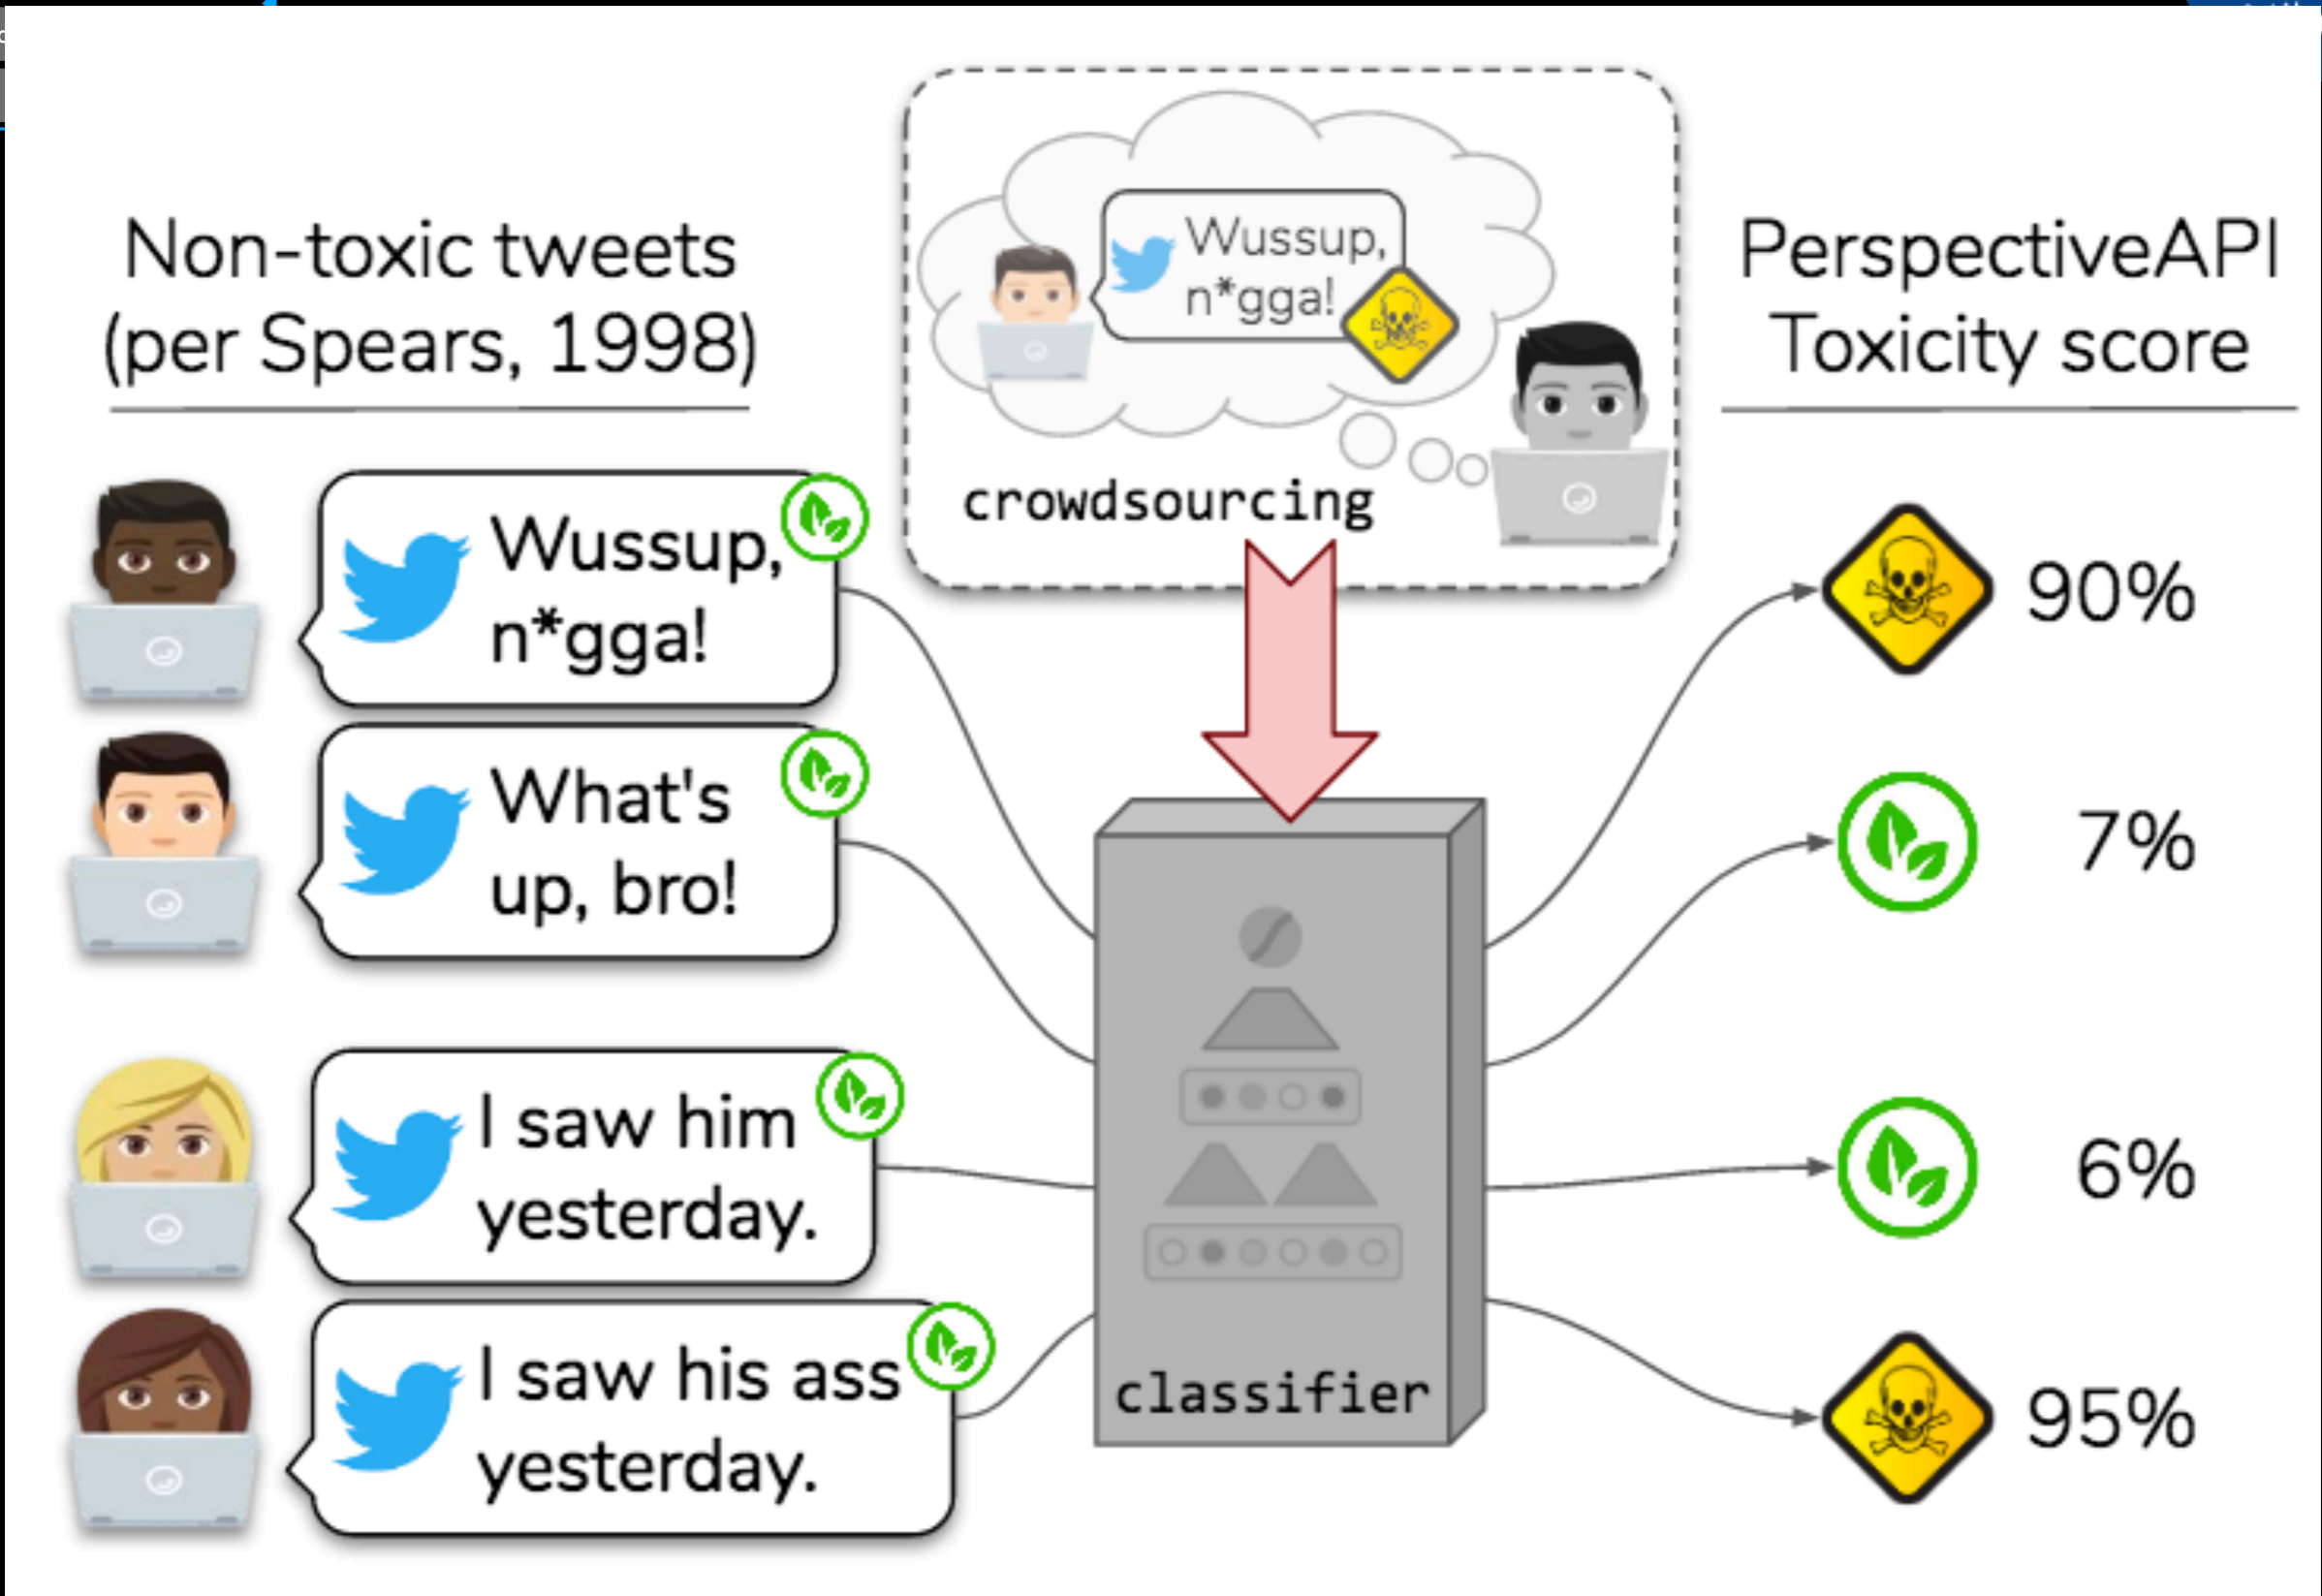 Non-toxic tweets
(per Spears, 1998)
Wussup,
n*gga!
crowdsourcing
PerspectiveAPI
Toxicity score
Wussup,
n*gga!
90%
What's
up, bro!
7%
I saw him
yesterday.
6%
I saw his ass
yesterday.
95%
classifier